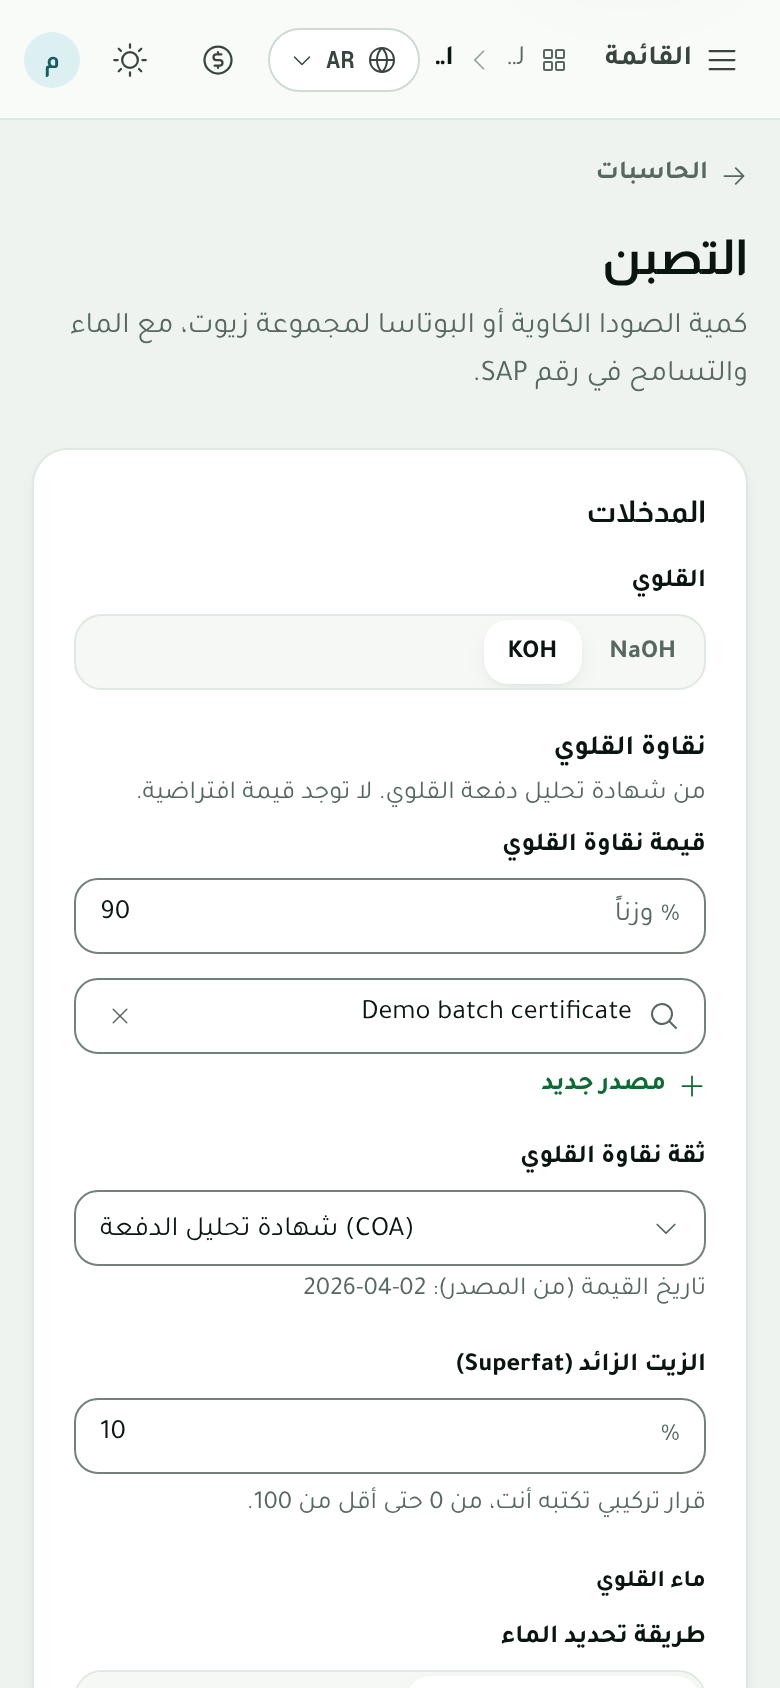 القائمة
لـ..
ا..
AR
م
الحاسبات
التصبن
كمية الصودا الكاوية أو البوتاسا لمجموعة زيوت، مع الماء
والتسامح في رقم SAP.
المدخلات
القلوي
NaOH
KOH
نقاوة القلوي
من شهادة تحليل دفعة القلوي. لا توجد قيمة افتراضية.
قيمة نقاوة القلوي
% وزناً
90
Demo batch certificate
مصدر جديد
ثقة نقاوة القلوي
شهادة تحليل الدفعة (COA)
تاريخ القيمة (من المصدر): 2026-04-02
الزيت الزائد (Superfat)
%
10
قرار تركيبي تكتبه أنت، من 0 حتى أقل من 100.
ماء القلوي
طريقة تحديد الماء